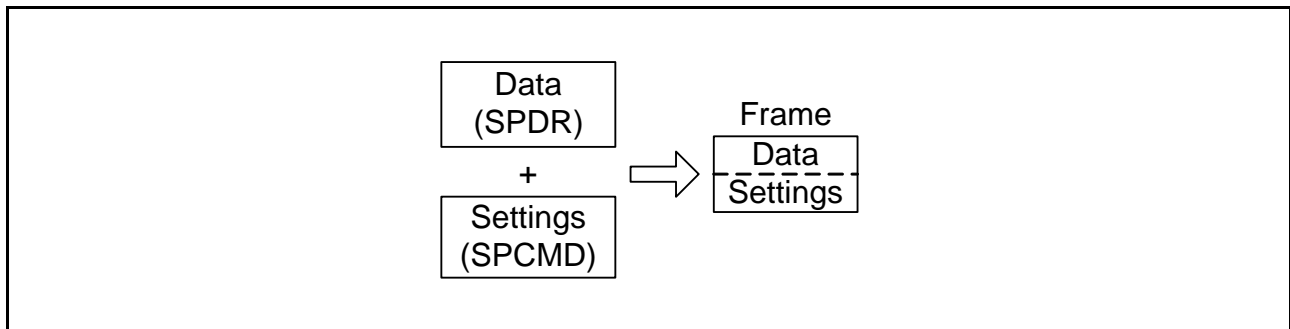 Data
(SPDR)
+
Settings
(SPCMD)
Frame
Data
Settings